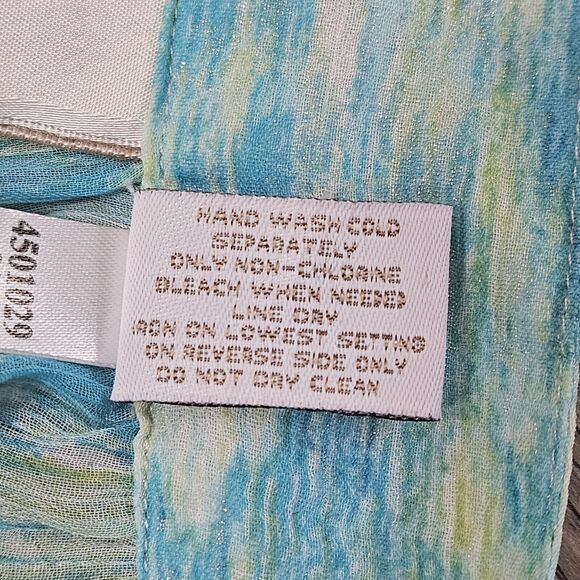 HAND WASH COLD
SEPARATELY
ONLY NON-CHLORINE
BLEACH WHEN NEEDED
LINE DRY
IRON ON LOWEST SETTING
ON REVERSE SIDE ONLY
DO NOT DRY CLEAN
4501029